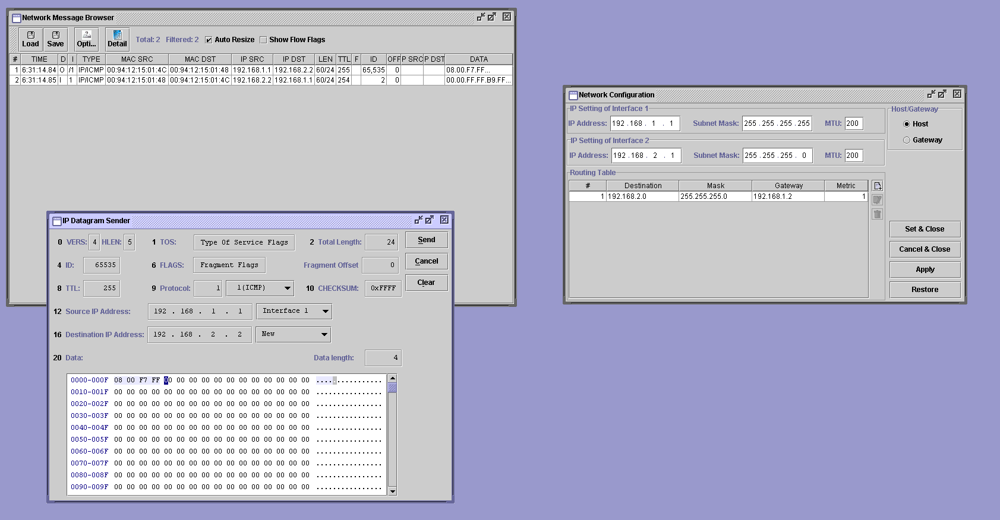 Network Message Browser
Load Save Opti... Detail Total: 2 Filtered: 2 Auto Resize Show Flow Flags
# TIME D I TYPE MAC SRC MAC DST IP SRC IP DST LEN TTL F ID OFF P SRC P DST DATA
1 6:31:14.84 O /1 IP/ICMP 00:94:12:15:01:4C 00:94:12:15:01:48 192.168.1.1 192.168.2.2 60/24 255 65,535 0 08.00.F7.FF...
2 6:31:14.85 I 1 IP/ICMP 00:94:12:15:01:48 00:94:12:15:01:4C 192.168.2.2 192.168.1.1 60/24 254 2 0 00.00.FF.FF.B9.FF...
Network Configuration
IP Setting of Interface 1
IP Address: 192 .168 . 1 . 1 Subnet Mask: 255 .255 .255 .255 MTU: 200
IP Setting of Interface 2
IP Address: 192 .168 . 2 . 1 Subnet Mask: 255 .255 .255 . 0 MTU: 200
Host/Gateway
Host
Gateway
Routing Table
# Destination Mask Gateway Metric
1 192.168.2.0 255.255.255.0 192.168.1.2 1
Set & Close
Cancel & Close
Apply
Restore
IP Datagram Sender
0 VERS: 4 HLEN: 5 1 TOS: Type Of Service Flags 2 Total Length: 24 Send
4 ID: 65535 6 FLAGS: Fragment Flags Fragment Offset 0 Cancel
8 TTL: 255 9 Protocol: 1 1(ICMP) 10 CHECKSUM: 0xFFFF Clear
12 Source IP Address: 192 . 168 . 1 . 1 Interface 1
16 Destination IP Address: 192 . 168 . 2 . 2 New
20 Data: Data length: 4
0000-000F 08 00 F7 FF 00 00 00 00 00 00 00 00 00 00 00 00 ................
0010-001F 00 00 00 00 00 00 00 00 00 00 00 00 00 00 00 00 ................
0020-002F 00 00 00 00 00 00 00 00 00 00 00 00 00 00 00 00 ................
0030-003F 00 00 00 00 00 00 00 00 00 00 00 00 00 00 00 00 ................
0040-004F 00 00 00 00 00 00 00 00 00 00 00 00 00 00 00 00 ................
0050-005F 00 00 00 00 00 00 00 00 00 00 00 00 00 00 00 00 ................
0060-006F 00 00 00 00 00 00 00 00 00 00 00 00 00 00 00 00 ................
0070-007F 00 00 00 00 00 00 00 00 00 00 00 00 00 00 00 00 ................
0080-008F 00 00 00 00 00 00 00 00 00 00 00 00 00 00 00 00 ................
0090-009F 00 00 00 00 00 00 00 00 00 00 00 00 00 00 00 00 ................